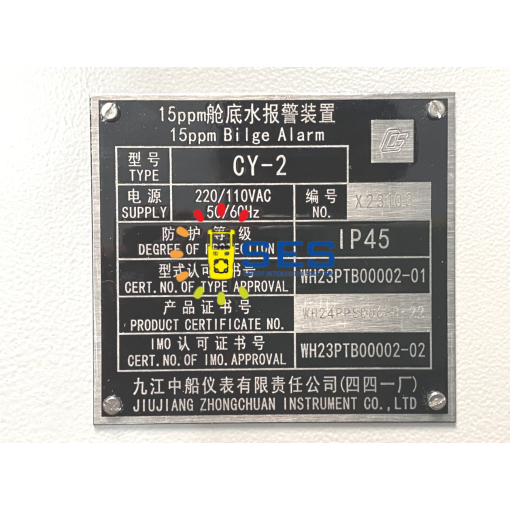 15ppm舱底水报警装置
15ppm Bilge Alarm
型号 TYPE CY-2
电源 SUPPLY 220/110VAC 50/60Hz 编号 NO.
防护等级 DEGREE OF PROTECTION IP45
型式认可证书号 CERT.NO.OF TYPE APPROVAL WH23PTB00002-01
产品证书号 PRODUCT CERTIFICATE NO.
IMO认可证书号 CERT.NO.OF IMO.APPROVAL WH23PTB00002-02
九江中船仪表有限责任公司(四四一厂)
JIUJIANG ZHONGCHUAN INSTRUMENT CO.,LTD
SES